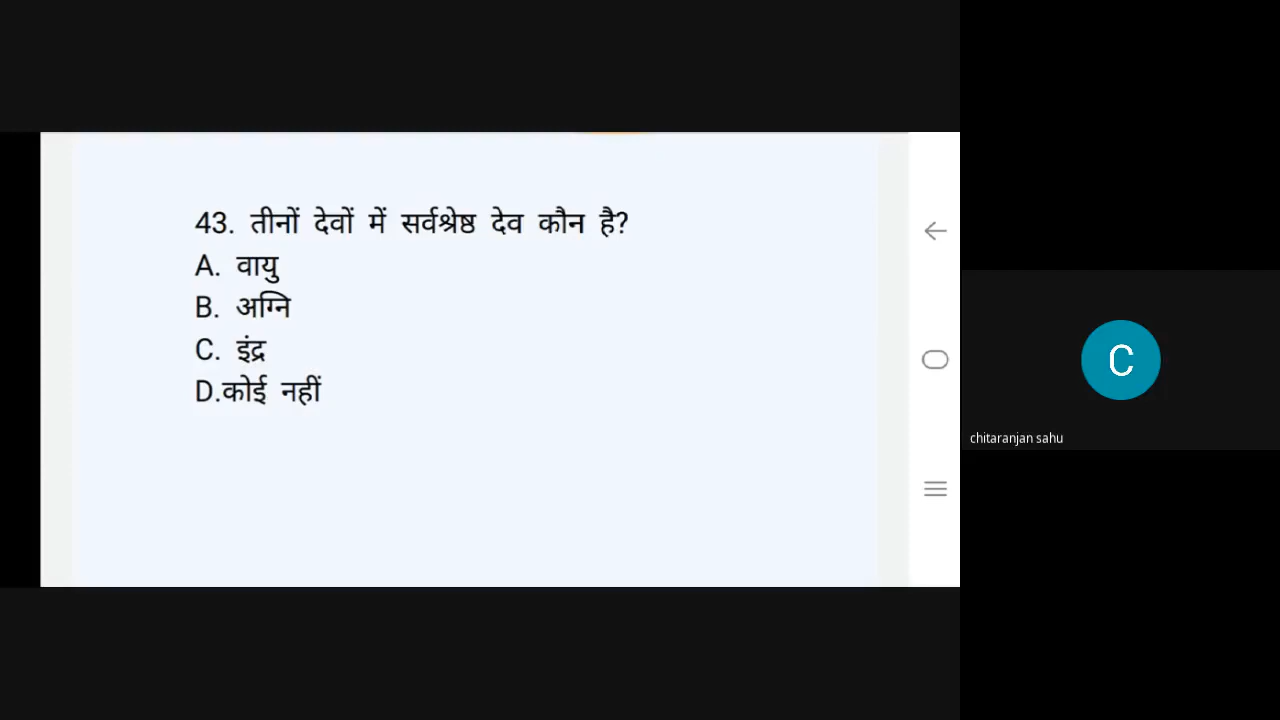 43. तीनों देवों में सर्वश्रेष्ठ देव कौन है?
A. वायु
B. अग्नि
C. इंद्र
D.कोई नहीं
C
chitaranjan sahu